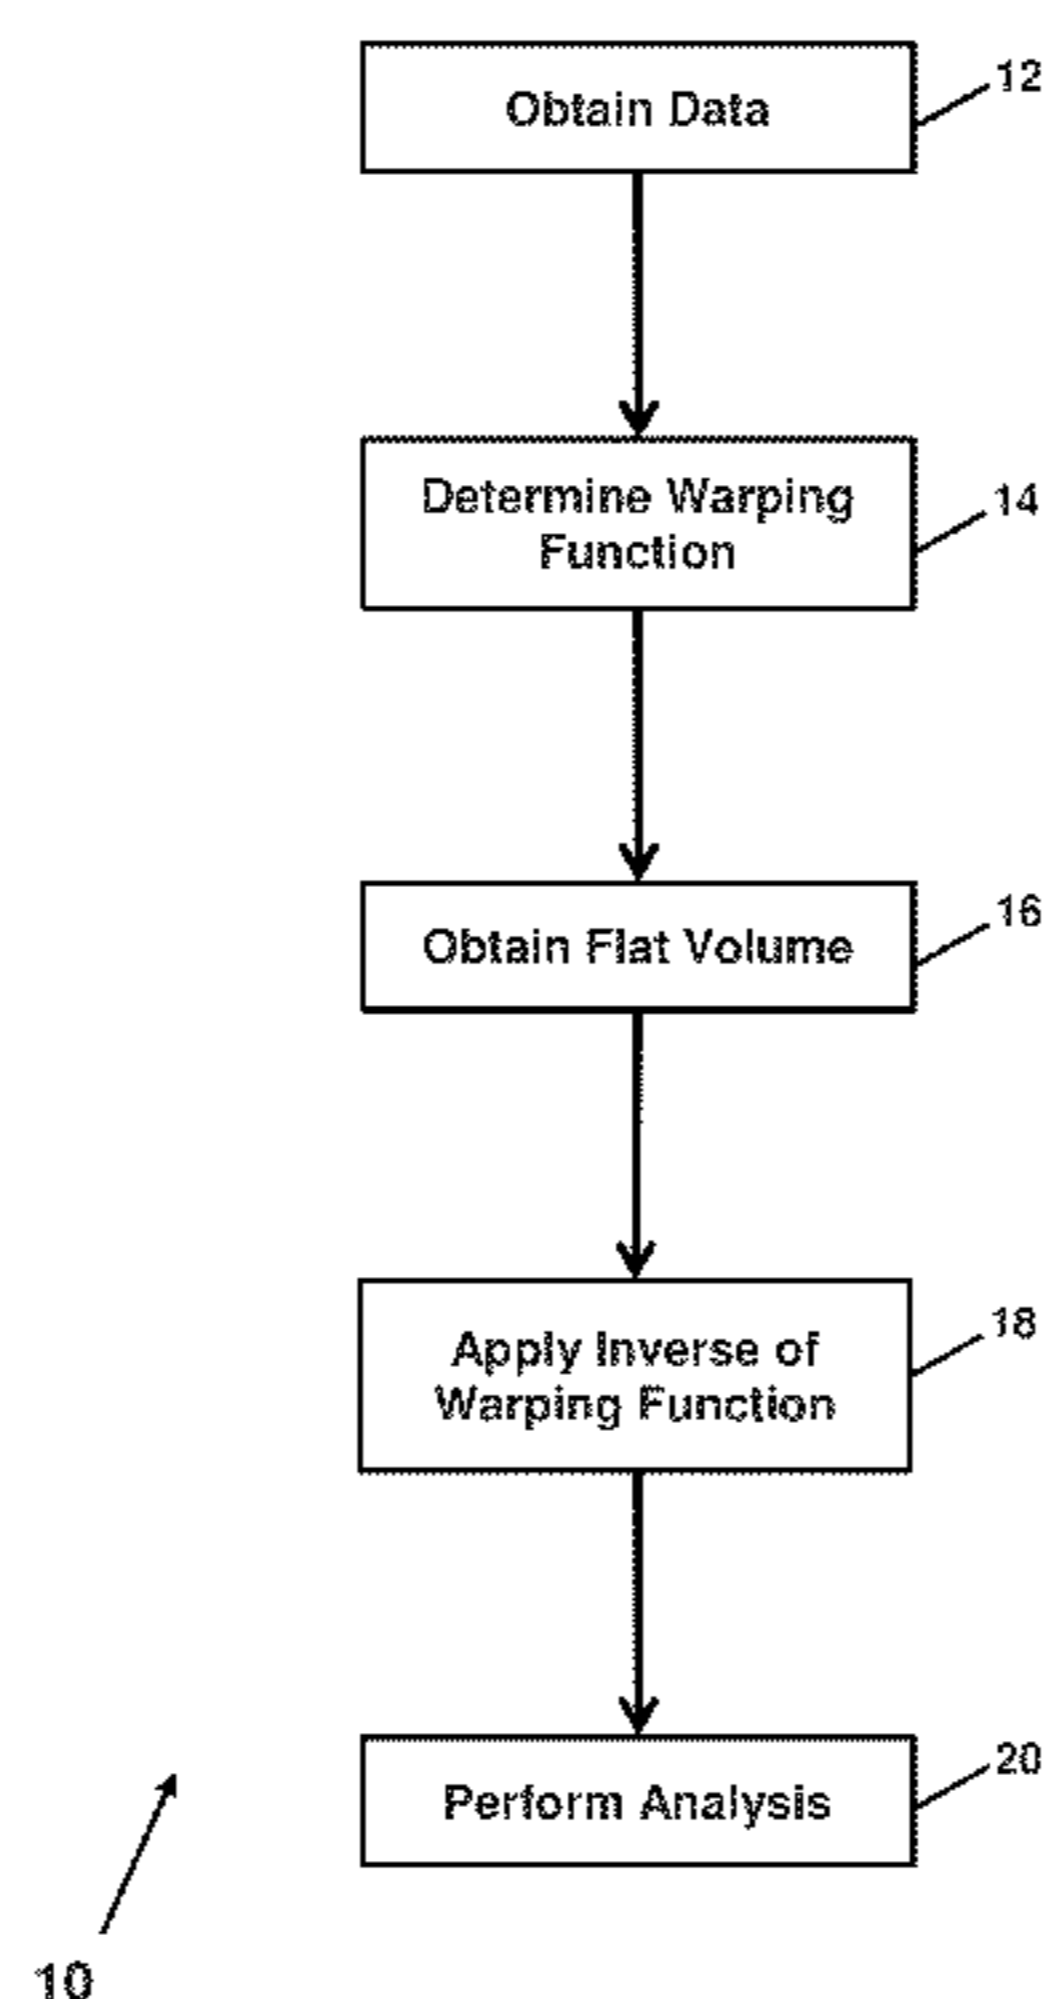 Obtain Data
12
Determine Warping
Function
14
Obtain Flat Volume
16
Apply Inverse of
Warping Function
18
Perform Analysis
20
10